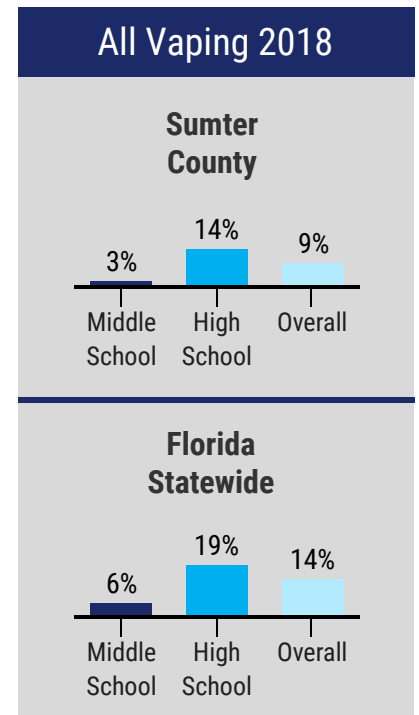 All Vaping 2018
Sumter
County
3%
14%
9%
Middle
School
High
School
Overall
Florida
Statewide
6%
19%
14%
Middle
School
High
School
Overall